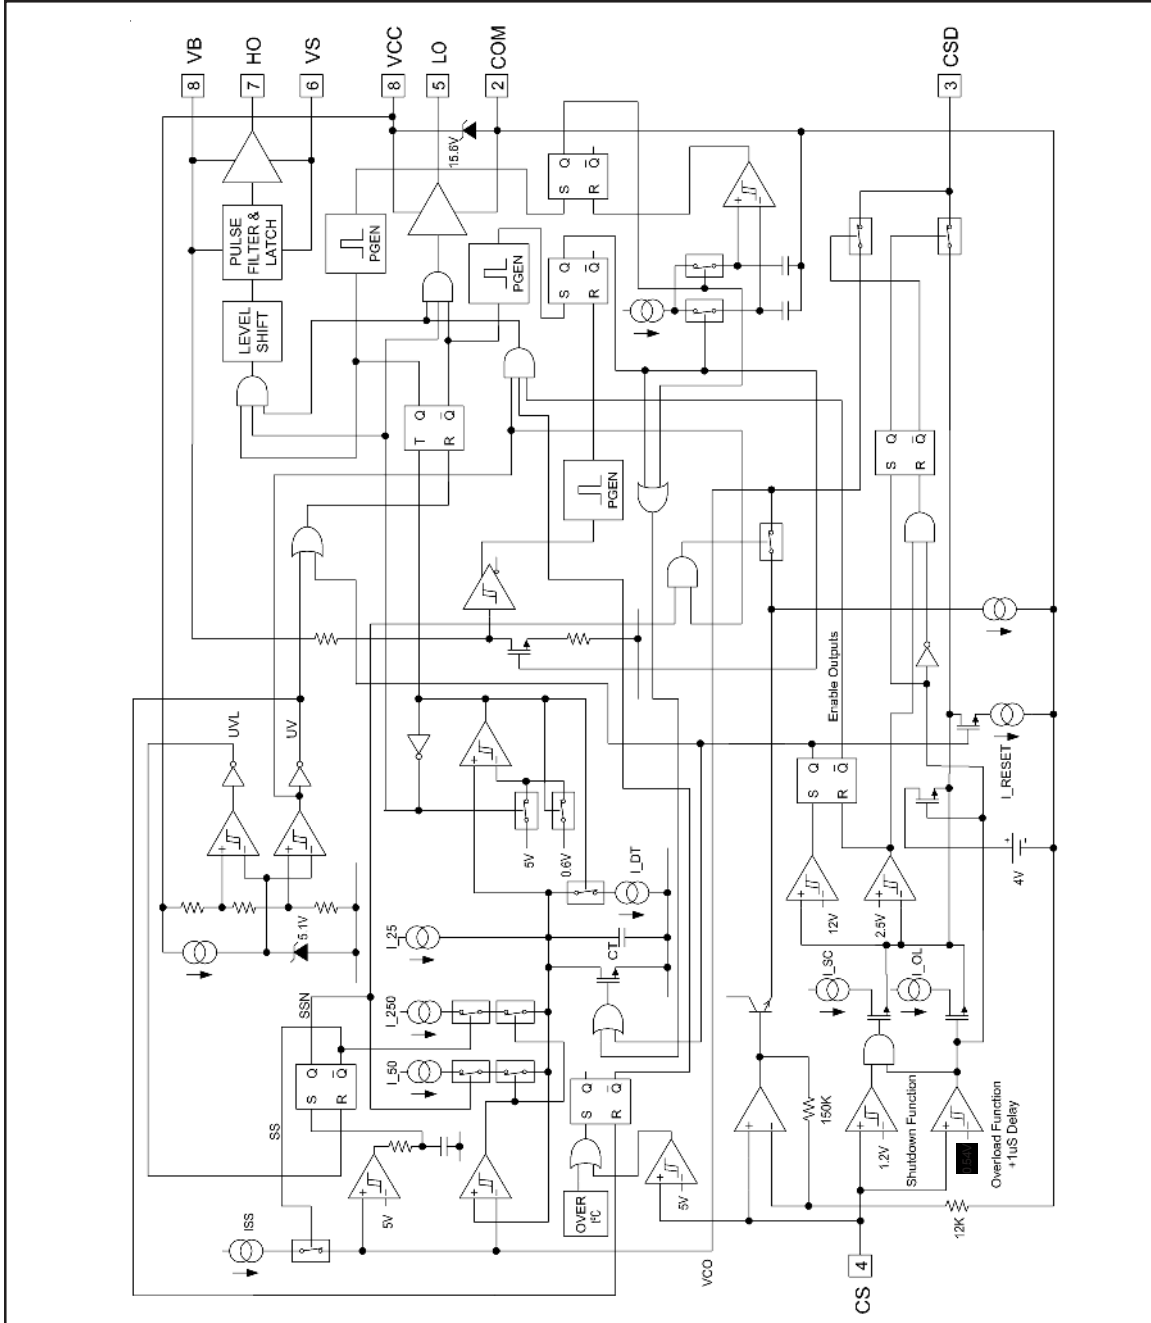 8 VB
7 HO
6 VS
8 VCC
5 LO
2 COM
3 CSD
PULSE
FILTER &
LATCH
LEVEL
SHIFT
PGEN
PGEN
PGEN
15.6V
S Q
R Q
S Q
R Q
T Q
R Q
S Q
R Q
UVL
UV
5.1V
SSN
SS
S Q
R Q
ISS
5V
I_25
I_250
I_50
CT
I_DT
5V
0.6V
S Q
R Q
OVER
5V
VCO
Enable Outputs
S Q
R Q
12V
2.5V
I_SC
I_OL
I_RESET
4V
150K
12K
1.2V
Shutdown Function
0.54V
Overload Function
+1uS Delay
CS 4